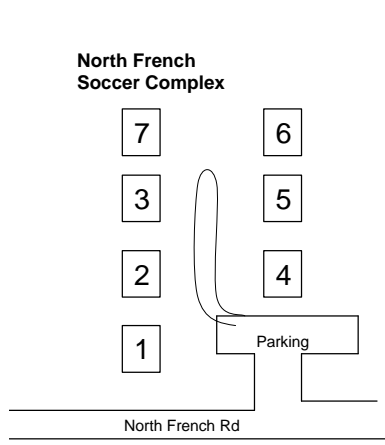 North French
Soccer Complex
7 6
3 5
2 4
1
Parking
North French Rd